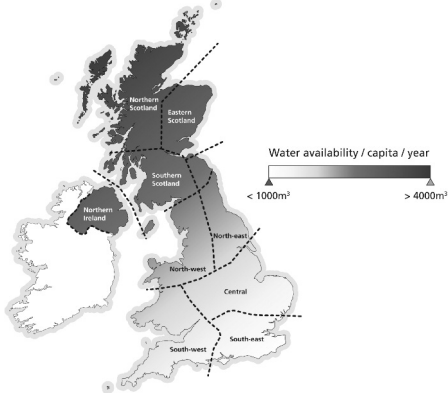 Northern
Scotland
Eastern
Scotland
Southern
Scotland
Northern
Ireland
North-east
North-west
Central
South-west
South-east
Water availability / capita / year
< 1000m³
> 4000m³